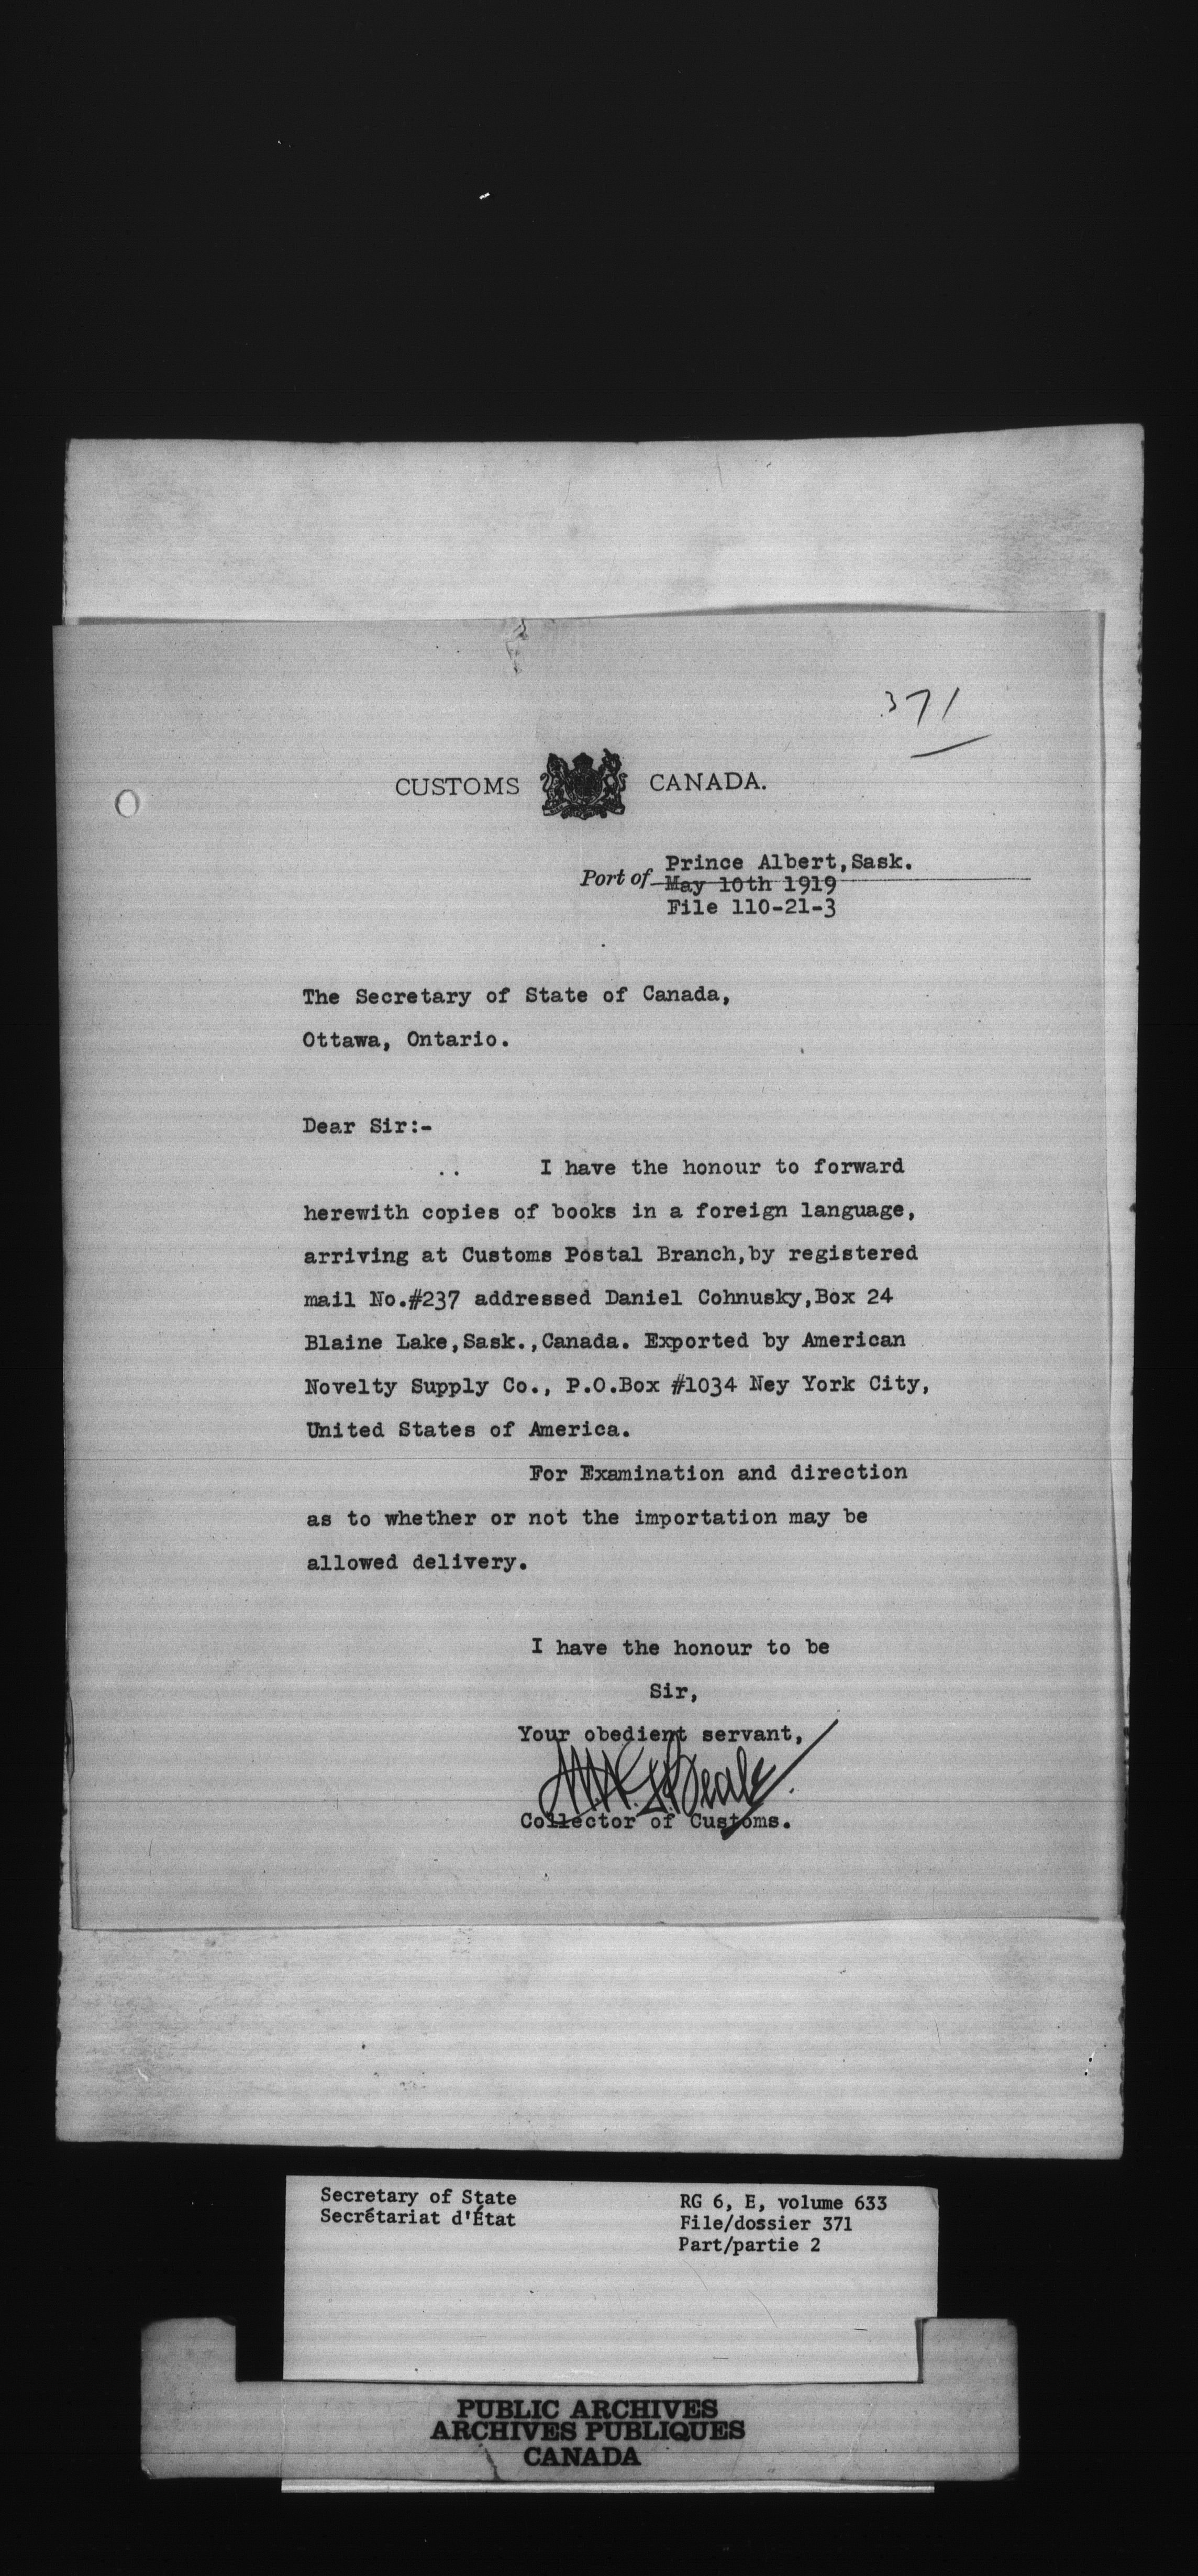 371
CUSTOMS CANADA.
Prince Albert,Sask.
Port of May 10th 1919
File 110-21-3
The Secretary of State of Canada,
Ottawa, Ontario.
Dear Sir:-
.. I have the honour to forward
herewith copies of books in a foreign language,
arriving at Customs Postal Branch,by registered
mail No.#237 addressed Daniel Cohnusky,Box 24
Blaine Lake,Sask.,Canada. Exported by American
Novelty Supply Co., P.O.Box #1034 Ney York City,
United States of America.
For Examination and direction
as to whether or not the importation may be
allowed delivery.
I have the honour to be
Sir,
Your obedient servant,
Collector of Customs.
Secretary of State
Secrétariat d'État
RG 6, E, volume 633
File/dossier 371
Part/partie 2
PUBLIC ARCHIVES
ARCHIVES PUBLIQUES
CANADA